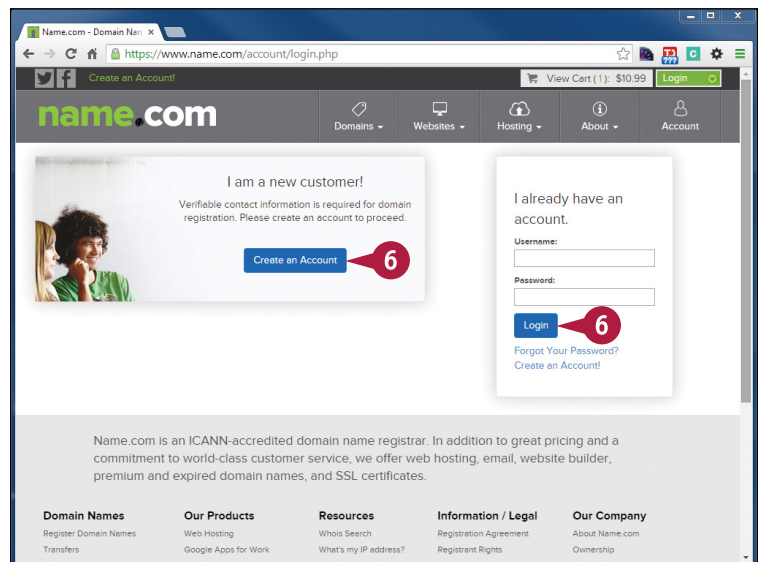 Name.com - Domain Nan
https://www.name.com/account/login.php
Create an Account!
View Cart (1): $10.99
Login
name.com
Domains
Websites
Hosting
About
Account
I am a new customer!
Verifiable contact information is required for domain
registration. Please create an account to proceed.
Create an Account
6
I already have an
account.
Username:
Password:
Login
6
Forgot Your Password?
Create an Account!
Name.com is an ICANN-accredited domain name registrar. In addition to great pricing and a
commitment to world-class customer service, we offer web hosting, email, website builder,
premium and expired domain names, and SSL certificates.
Domain Names
Our Products
Resources
Information / Legal
Our Company
Register Domain Names
Web Hosting
Whois Search
Registration Agreement
About Name.com
Transfers
Google Apps for Work
What's my IP address?
Registrant Rights
Ownership